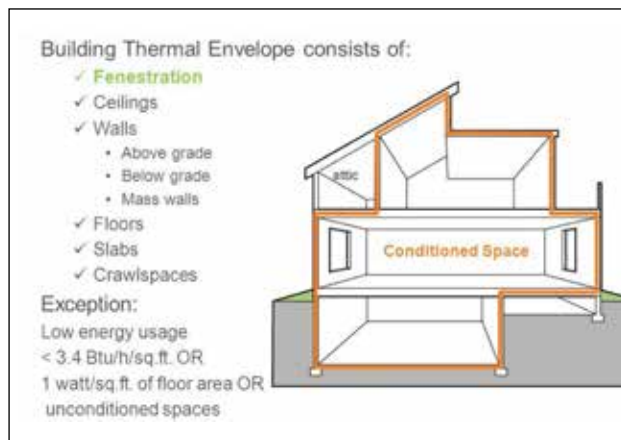 Building Thermal Envelope consists of:
✓ Fenestration
✓ Ceilings
✓ Walls
• Above grade
• Below grade
• Mass walls
✓ Floors
✓ Slabs
✓ Crawlspaces
Exception:
Low energy usage
< 3.4 Btu/h/sq.ft. OR
1 watt/sq.ft. of floor area OR
unconditioned spaces
attic
Conditioned Space